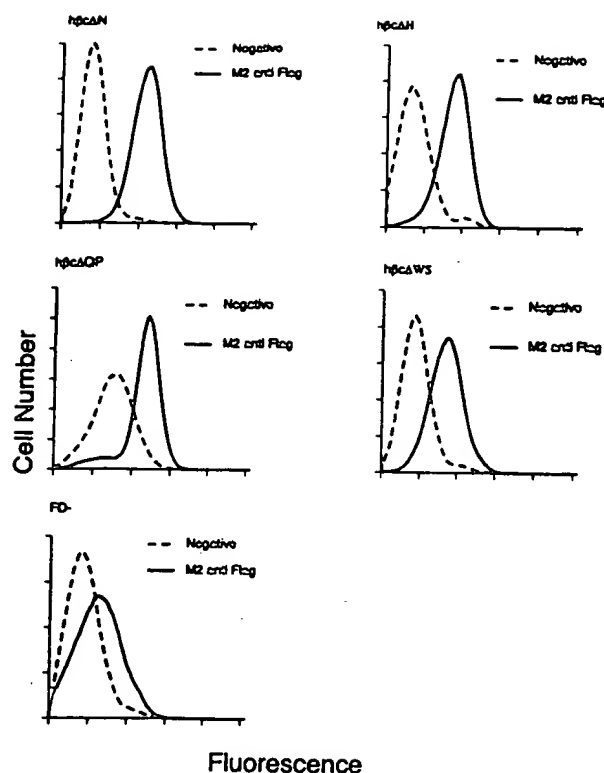 hβcΔN
Negative
M2 anti Flag
hβcΔH
Negative
M2 anti Flag
hβcΔQP
Negative
M2 anti Flag
hβcΔWS
Negative
M2 anti Flag
FD-
Negative
M2 anti Flag
Cell Number
Fluorescence